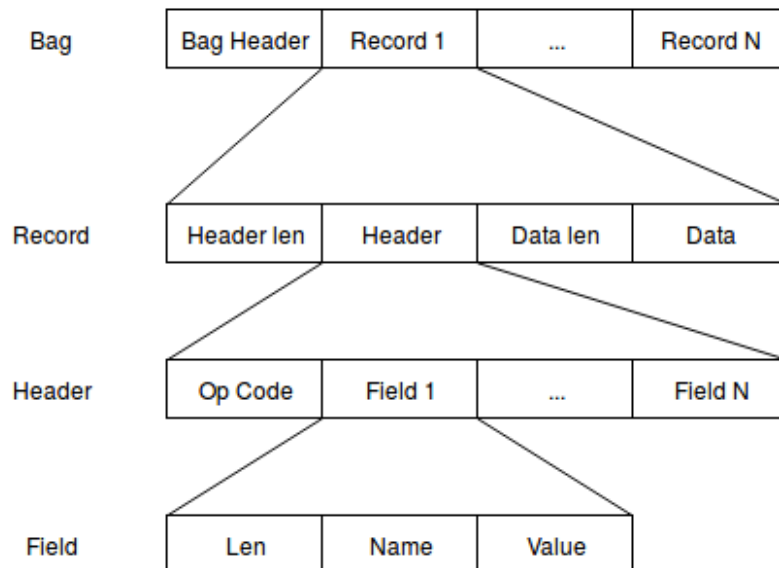 Bag Bag Header Record 1 ... Record N
Record Header len Header Data len Data
Header Op Code Field 1 ... Field N
Field Len Name Value